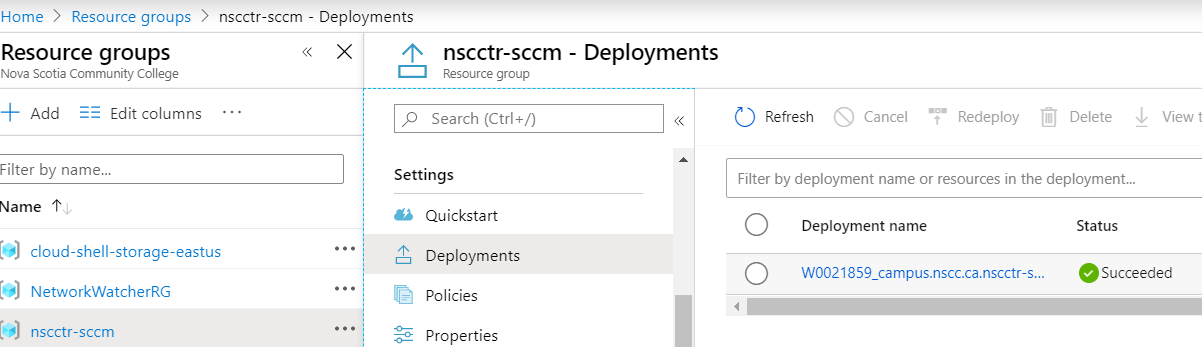 Home > Resource groups > nscctr-sccm - Deployments
Resource groups
Nova Scotia Community College
Add Edit columns ...
Filter by name...
Name
cloud-shell-storage-eastus ...
NetworkWatcherRG ...
nscctr-sccm ...
nscctr-sccm - Deployments
Resource group
Search (Ctrl+/)
Settings
Quickstart
Deployments
Policies
Properties
Refresh Cancel Redeploy Delete View t
Filter by deployment name or resources in the deployment...
Deployment name Status
W0021859_campus.nscc.ca.nscctr-s... Succeeded